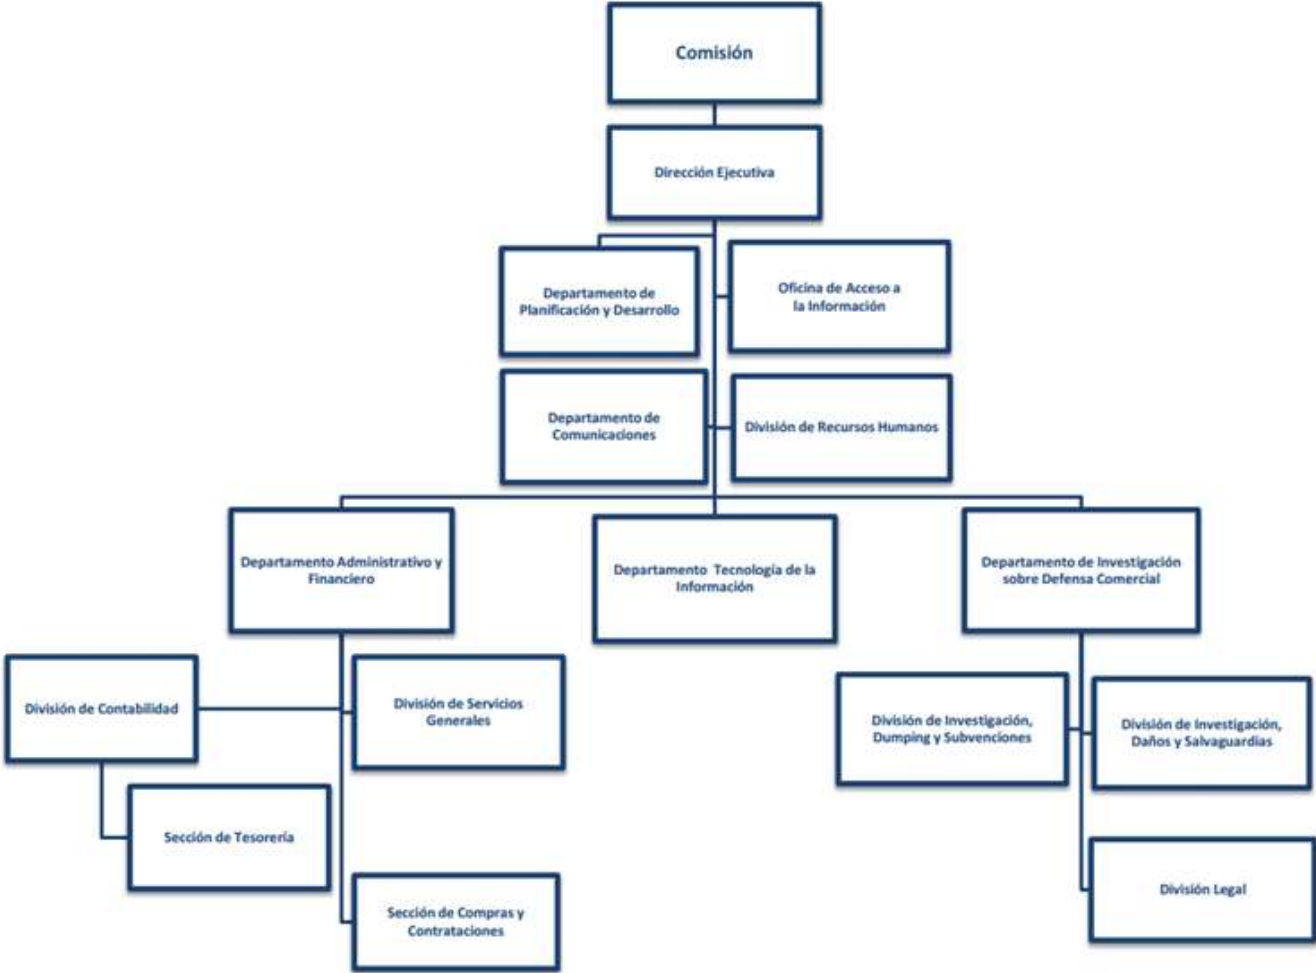 Comisión
Dirección Ejecutiva
Departamento de
Planificación y Desarrollo
Oficina de Acceso a
la Información
Departamento de
Comunicaciones
División de Recursos Humanos
Departamento Administrativo y
Financiero
Departamento Tecnología de la
Información
Departamento de Investigación
sobre Defensa Comercial
División de Contabilidad
División de Servicios
Generales
División de Investigación,
Dumping y Subvenciones
División de Investigación,
Daños y Salvaguardias
Sección de Tesorería
División Legal
Sección de Compras y
Contrataciones